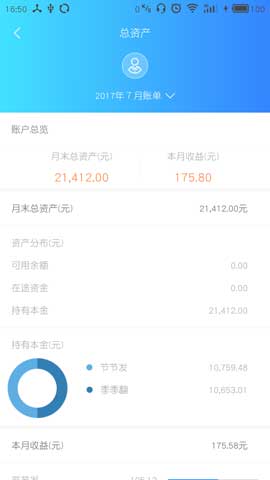 16:50 0 % 4G 100
总资产
2017年 7 月账单
账户总览
月末总资产(元) 本月收益(元)
21,412.00 175.80
月末总资产(元) 21,412.00元
资产分布(元)
可用余额 0.00
在途资金 0.00
持有本金 21,412.00
持有本金(元)
节节发 10,759.48
季季翻 10,653.01
本月收益(元) 175.58元